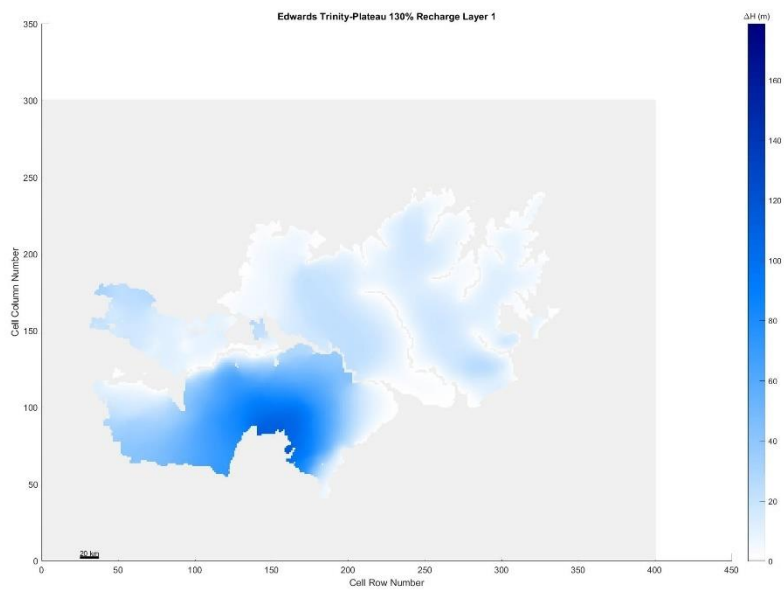 Edwards Trinity-Plateau 130% Recharge Layer 1
ΔH (m)
350
300
250
200
150
100
50
0
Cell Column Number
20 km
0 50 100 150 200 250 300 350 400 450
Cell Row Number
160
140
120
100
80
60
40
20
0